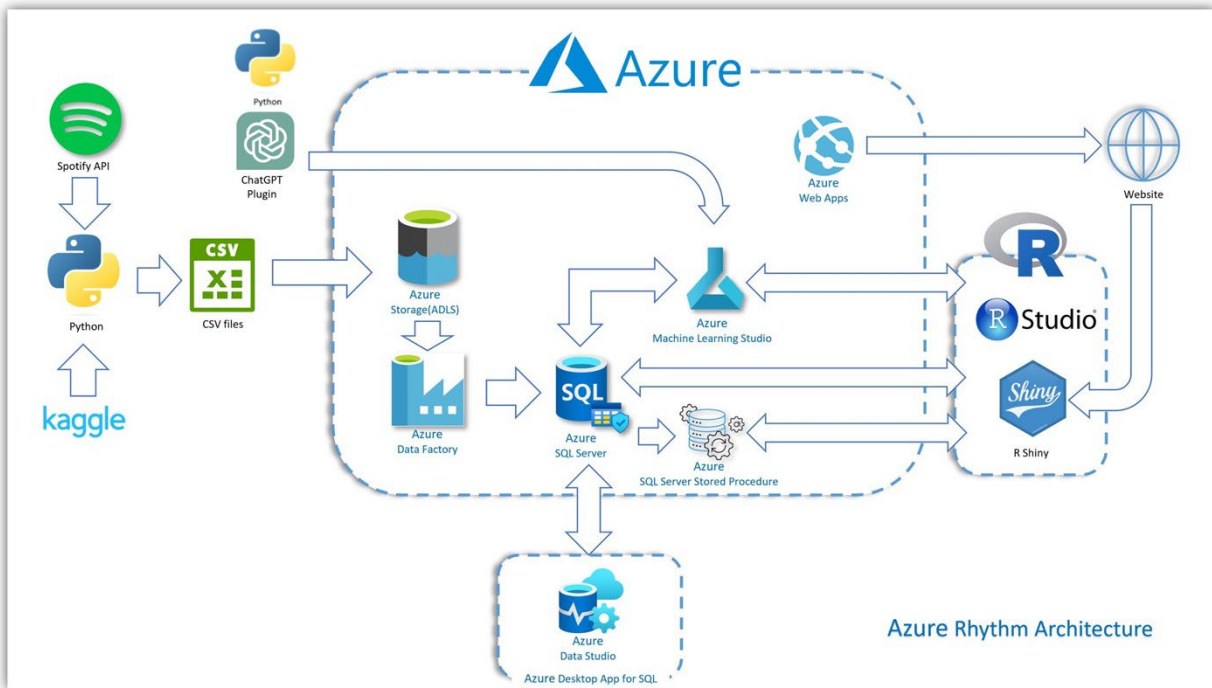 Azure
Python
Spotify API
ChatGPT
Plugin
Azure
Web Apps
Website
CSV
X
Python
CSV files
Azure
Storage(ADLS)
Azure
Machine Learning Studio
R
R Studio
kaggle
Azure
Data Factory
SQL
Azure
SQL Server
Azure
SQL Server Stored Procedure
Shiny
R Shiny
Azure
Data Studio
Azure Desktop App for SQL
Azure Rhythm Architecture